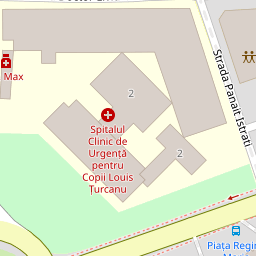 Max
2
Spitalul
Clinic de
Urgență
pentru
Copii Louis
Țurcanu
2
Strada Panait Istrati
Piața Regin